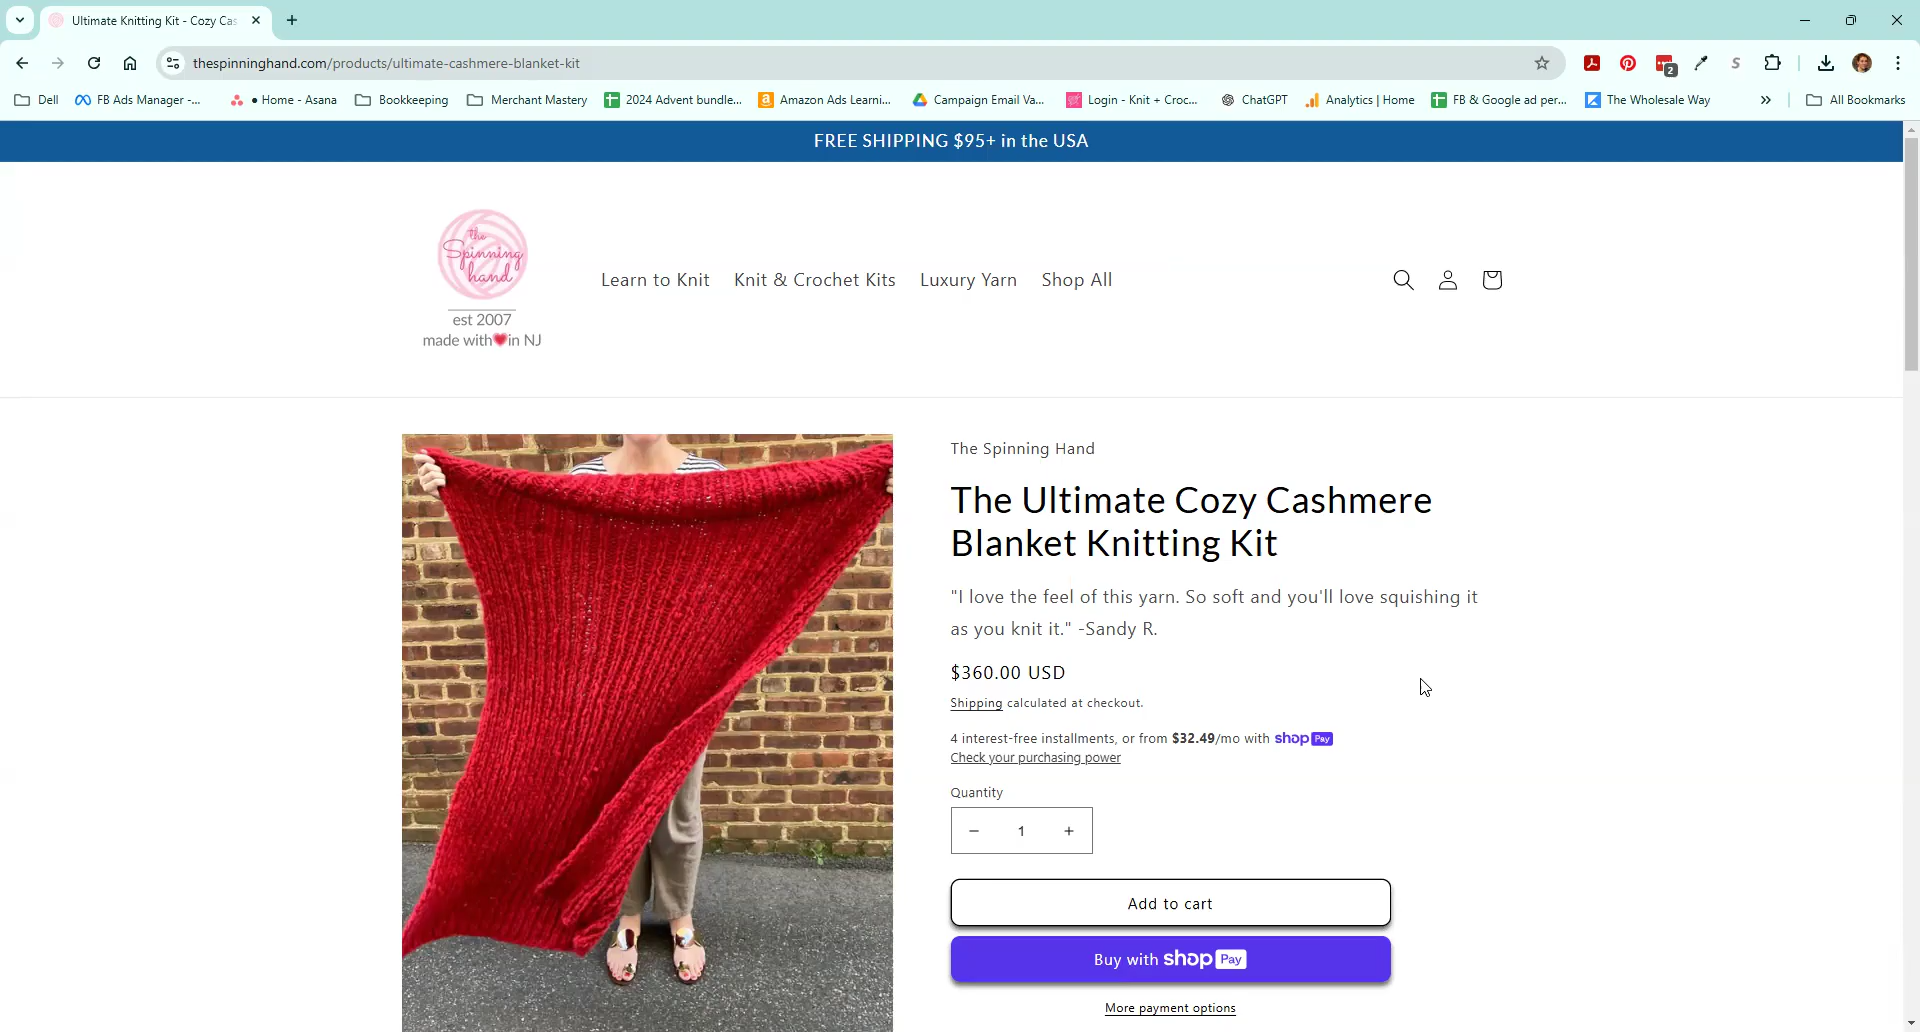 Ultimate Knitting Kit - Cozy Cas
thespinninghand.com/products/ultimate-cashmere-blanket-kit
2
S
Dell
FB Ads Manager -...
• Home - Asana
Bookkeeping
Merchant Mastery
2024 Advent bundle...
Amazon Ads Learni...
Campaign Email Va...
Login - Knit + Croc...
ChatGPT
Analytics | Home
FB & Google ad per...
The Wholesale Way
»
All Bookmarks
FREE SHIPPING $95+ in the USA
the
Spinning
hand
est 2007
made with❤in NJ
Learn to Knit
Knit & Crochet Kits
Luxury Yarn
Shop All
The Spinning Hand
The Ultimate Cozy Cashmere
Blanket Knitting Kit
"I love the feel of this yarn. So soft and you'll love squishing it
as you knit it." -Sandy R.
$360.00 USD
Shipping calculated at checkout.
4 interest-free installments, or from $32.49/mo with shop Pay
Check your purchasing power
Quantity
− 1 +
Add to cart
Buy with shop Pay
More payment options